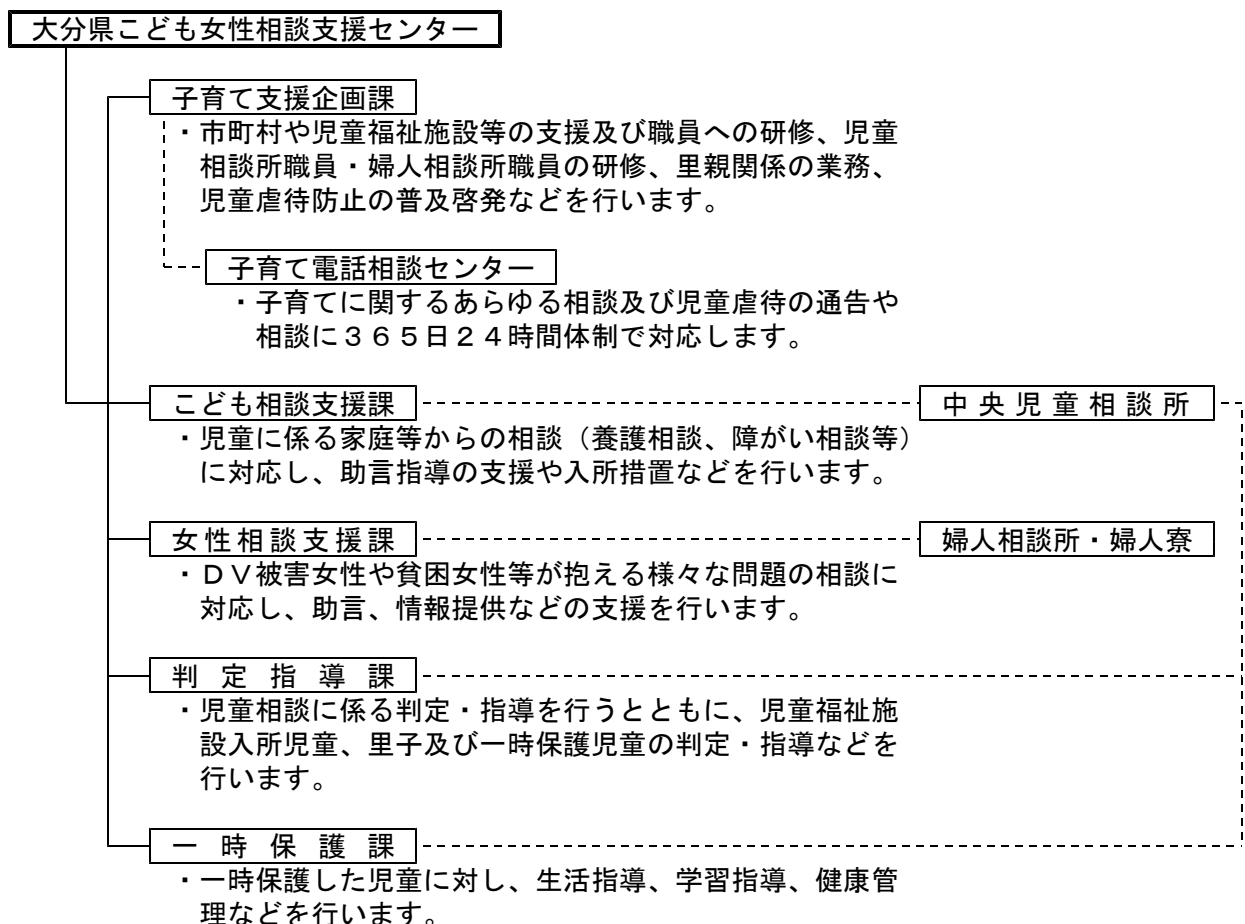 大分県こども女性相談支援センター
子育て支援企画課
・市町村や児童福祉施設等の支援及び職員への研修、児童
相談所職員・婦人相談所職員の研修、里親関係の業務、
児童虐待防止の普及啓発などを行います。
子育て電話相談センター
・子育てに関するあらゆる相談及び児童虐待の通告や
相談に３６５日２４時間体制で対応します。
こども相談支援課
中央児童相談所
・児童に係る家庭等からの相談（養護相談、障がい相談等）
に対応し、助言指導の支援や入所措置などを行います。
女性相談支援課
婦人相談所・婦人寮
・ＤＶ被害女性や貧困女性等が抱える様々な問題の相談に
対応し、助言、情報提供などの支援を行います。
判定指導課
・児童相談に係る判定・指導を行うとともに、児童福祉施
設入所児童、里子及び一時保護児童の判定・指導などを
行います。
一時保護課
・一時保護した児童に対し、生活指導、学習指導、健康管
理などを行います。